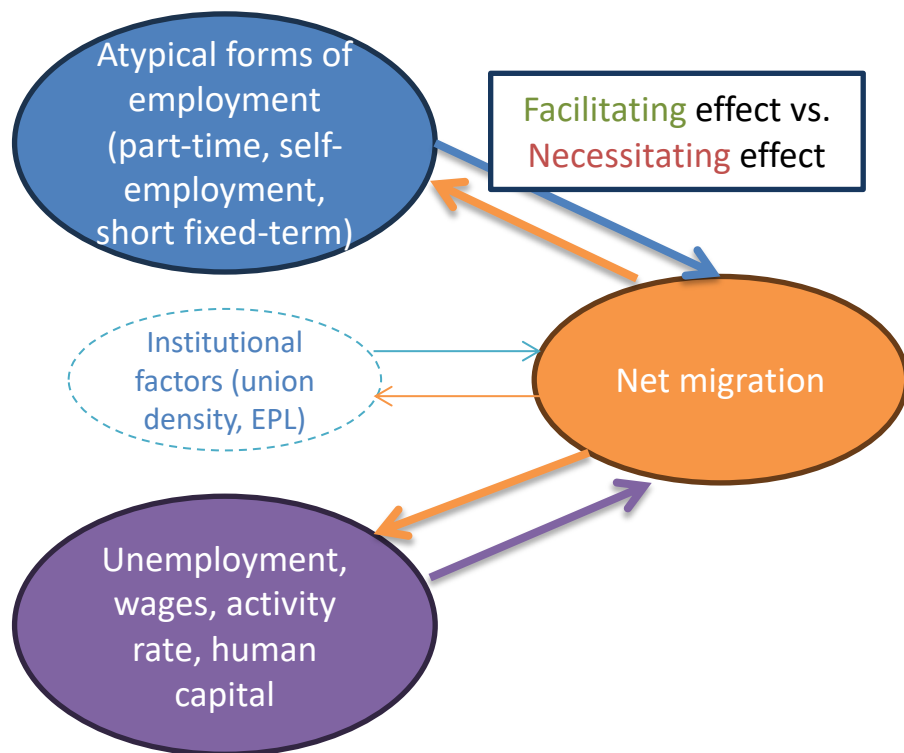 Atypical forms of
employment
(part-time, self-
employment,
short fixed-term)
Facilitating effect vs.
Necessitating effect
Institutional
factors (union
density, EPL)
Net migration
Unemployment,
wages, activity
rate, human
capital